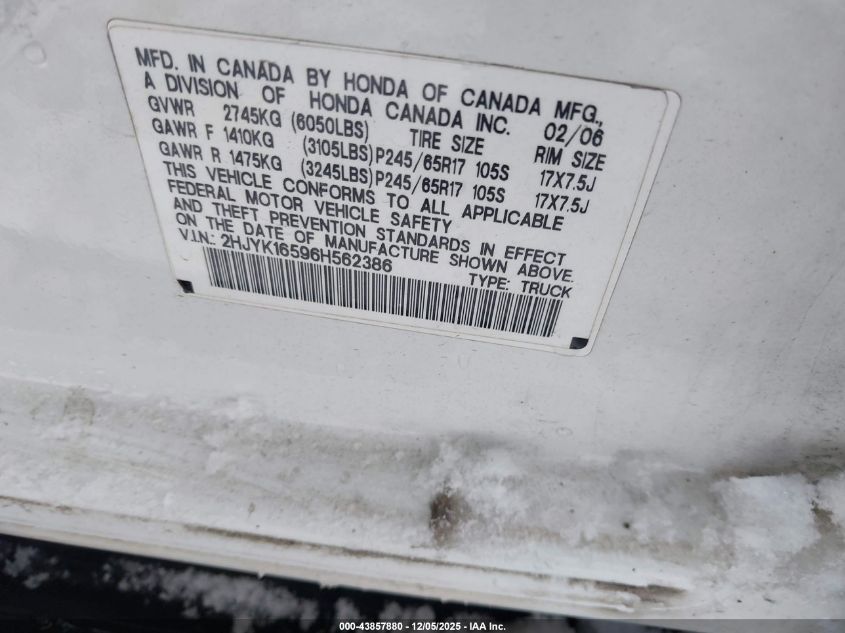 MFD. IN CANADA BY HONDA OF CANADA MFG.,
A DIVISION OF HONDA CANADA INC. 02/06
GVWR 2745KG (6050LBS) TIRE SIZE RIM SIZE
GAWR F 1410KG (3105LBS) P245/65R17 105S 17X7.5J
GAWR R 1475KG (3245LBS) P245/65R17 105S 17X7.5J
THIS VEHICLE CONFORMS TO ALL APPLICABLE
FEDERAL MOTOR VEHICLE SAFETY
AND THEFT PREVENTION STANDARDS IN EFFECT
ON THE DATE OF MANUFACTURE SHOWN ABOVE.
V.I.N.: 2HJYK16596H562386 TYPE: TRUCK
000-43857880 - 12/05/2025 - IAA Inc.